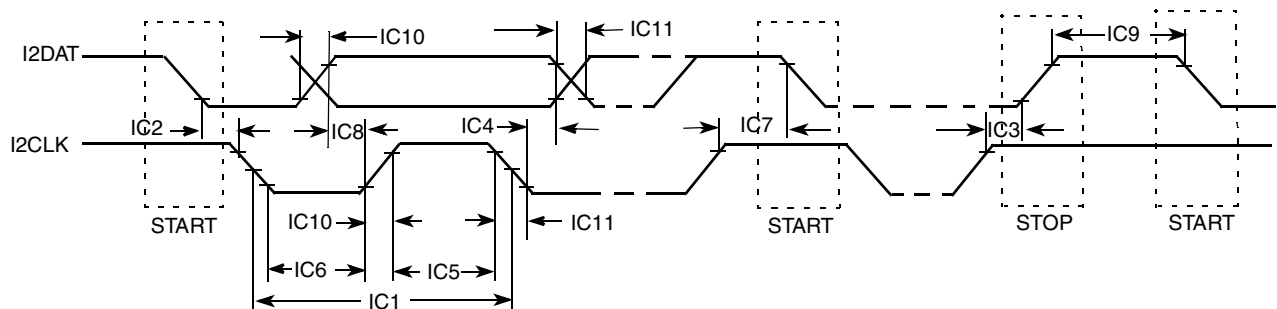 IC10 IC11 IC9
I2DAT
IC2 IC8 IC4 IC7 IC3
I2CLK
START IC10 IC11 START STOP START
IC6 IC5
IC1